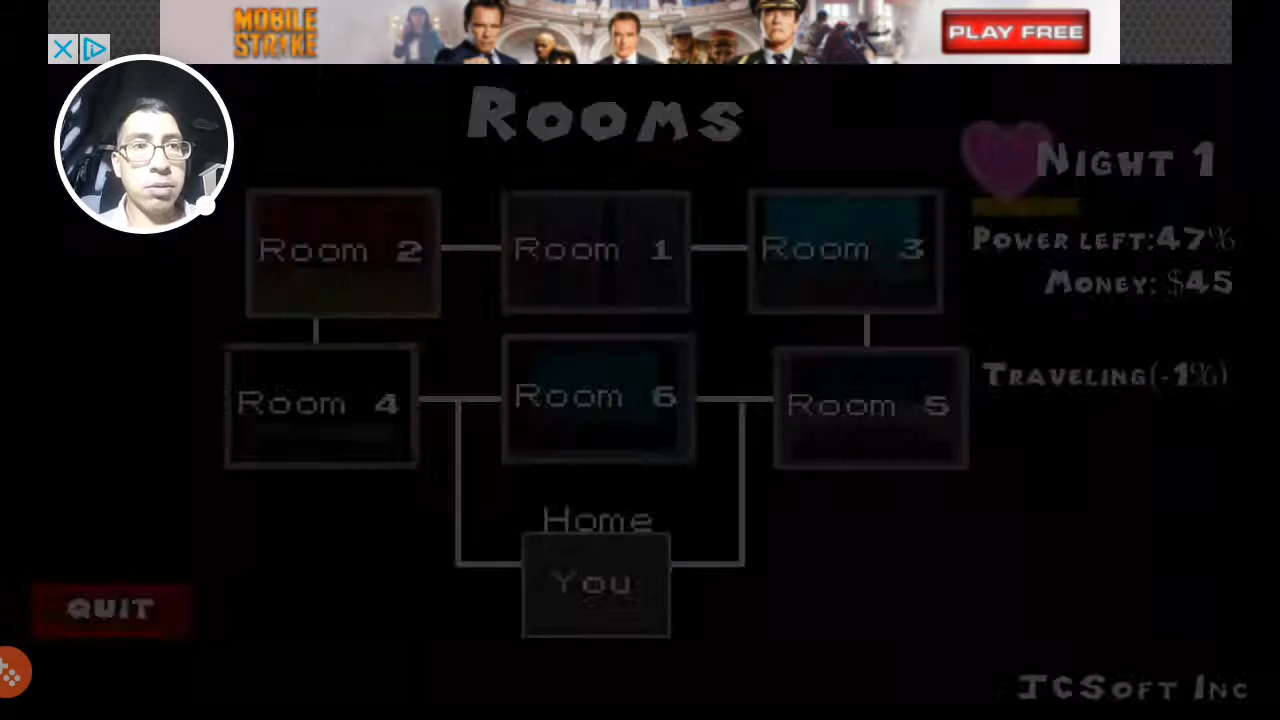 MOBILE
STRIKE
PLAY FREE
ROOMS
NIGHT 1
Room 2
Room 1
Room 3
POWER LEFT:47%
MONEY: $45
TRAVELING(-1%)
Room 4
Room 6
Room 5
Home
You
QUIT
JCSOFT INC